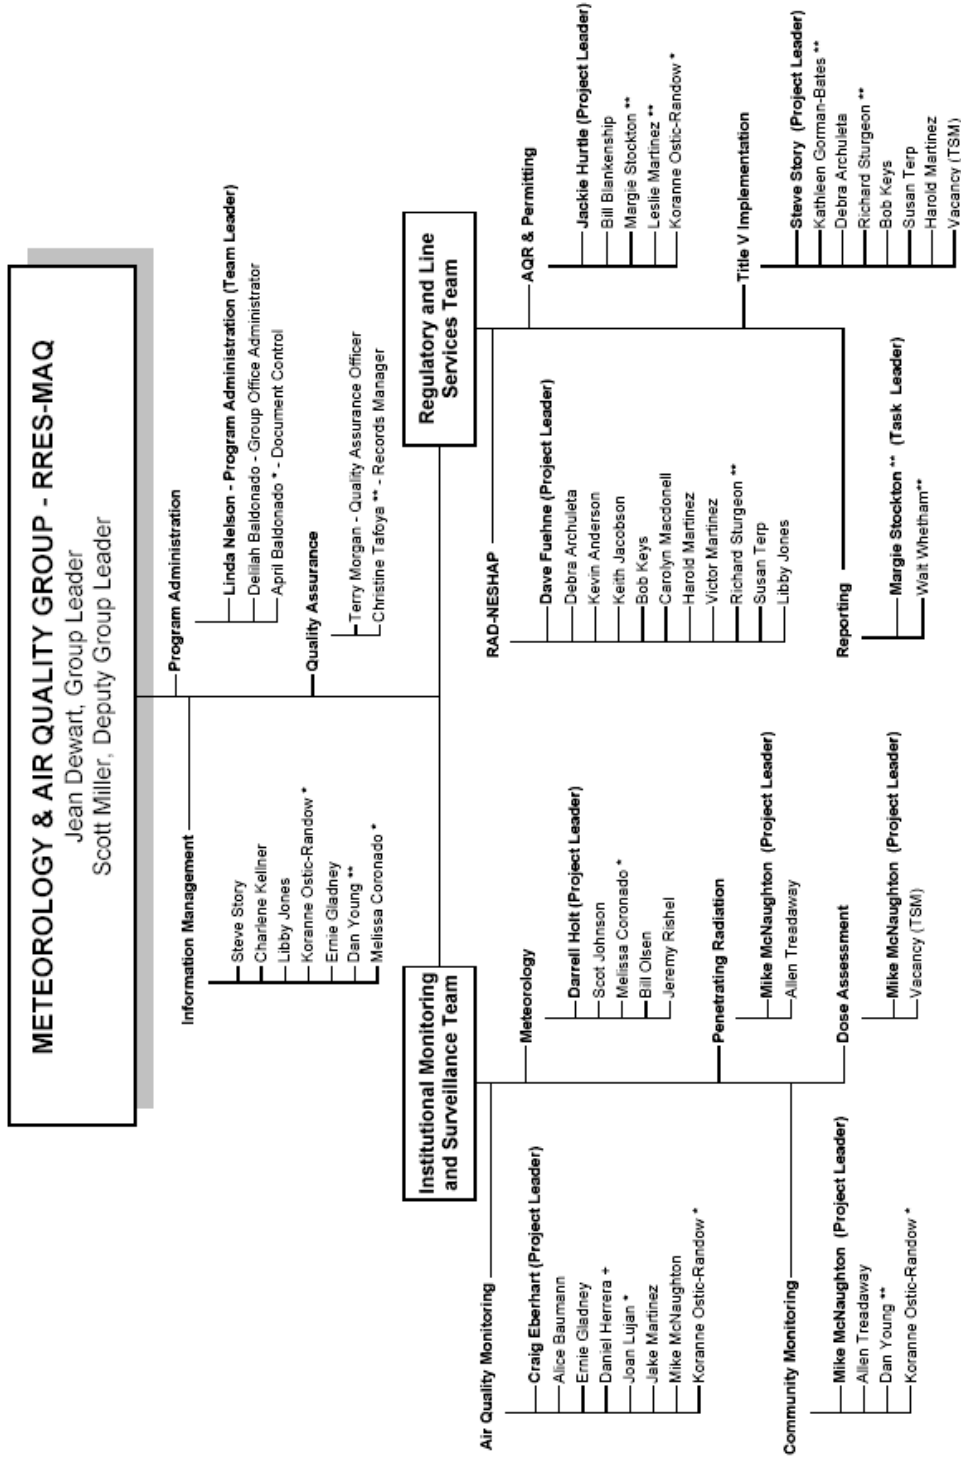 METEOROLOGY & AIR QUALITY GROUP - RRES-MAQ
Jean Dewart, Group Leader
Scott Miller, Deputy Group Leader
Information Management
Steve Story
Charlene Kellner
Libby Jones
Koranne Ostic-Randow *
Ernie Gladney
Dan Young **
Melissa Coronado *
Program Administration
Linda Nelson - Program Administration (Team Leader)
Delilah Baldonado - Group Office Administrator
April Baldonado * - Document Control
Quality Assurance
Terry Morgan - Quality Assurance Officer
Christine Tafoya ** - Records Manager
Institutional Monitoring
and Surveillance Team
Air Quality Monitoring
Craig Eberhart (Project Leader)
Alice Baumann
Ernie Gladney
Daniel Herrera +
Joan Lujan *
Jake Martinez
Mike McNaughton
Koranne Ostic-Randow *
Meteorology
Darrell Holt (Project Leader)
Scot Johnson
Melissa Coronado *
Bill Olsen
Jeremy Rishel
Penetrating Radiation
Mike McNaughton (Project Leader)
Allen Treadaway
Community Monitoring
Mike McNaughton (Project Leader)
Allen Treadaway
Dan Young **
Koranne Ostic-Randow *
Dose Assessment
Mike McNaughton (Project Leader)
Vacancy (TSM)
Regulatory and Line
Services Team
RAD-NESHAP
Dave Fuehne (Project Leader)
Debra Archuleta
Kevin Anderson
Keith Jacobson
Bob Keys
Carolyn Macdonell
Harold Martinez
Victor Martinez
Richard Sturgeon **
Susan Terp
Libby Jones
AQR & Permitting
Jackie Hurtle (Project Leader)
Bill Blankenship
Margie Stockton **
Leslie Martinez **
Koranne Ostic-Randow *
Title V Implementation
Steve Story (Project Leader)
Kathleen Gorman-Bates **
Debra Archuleta
Richard Sturgeon **
Bob Keys
Susan Terp
Harold Martinez
Vacancy (TSM)
Reporting
Margie Stockton ** (Task Leader)
Walt Whetham**